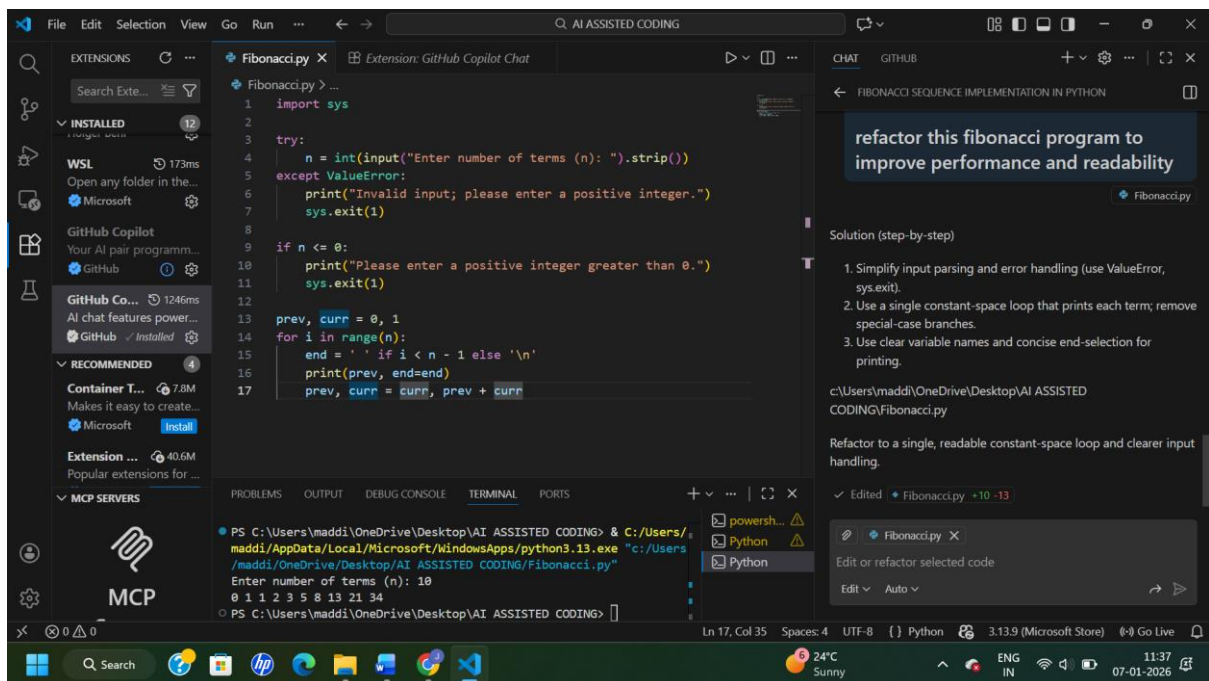 File Edit Selection View Go Run ··· AI ASSISTED CODING
EXTENSIONS
Search Exte...
INSTALLED 12
WSL 173ms
Open any folder in the...
Microsoft
GitHub Copilot
Your AI pair programm...
GitHub
GitHub Co... 1246ms
AI chat features power...
GitHub Installed
RECOMMENDED 4
Container T... 7.8M
Makes it easy to create...
Microsoft Install
Extension ... 40.6M
Popular extensions for ...
MCP SERVERS
MCP
Fibonacci.py Extension: GitHub Copilot Chat
Fibonacci.py > ...
1 import sys
2
3 try:
4     n = int(input("Enter number of terms (n): ").strip())
5 except ValueError:
6     print("Invalid input; please enter a positive integer.")
7     sys.exit(1)
8
9 if n <= 0:
10     print("Please enter a positive integer greater than 0.")
11     sys.exit(1)
12
13 prev, curr = 0, 1
14 for i in range(n):
15     end = ' ' if i < n - 1 else '\n'
16     print(prev, end=end)
17     prev, curr = curr, prev + curr
PROBLEMS OUTPUT DEBUG CONSOLE TERMINAL PORTS
PS C:\Users\maddi\OneDrive\Desktop\AI ASSISTED CODING> & C:/Users/
maddi/AppData/Local/Microsoft/WindowsApps/python3.13.exe "c:/Users
/maddi/OneDrive/Desktop/AI ASSISTED CODING/Fibonacci.py"
Enter number of terms (n): 10
0 1 1 2 3 5 8 13 21 34
PS C:\Users\maddi\OneDrive\Desktop\AI ASSISTED CODING>
powersh...
Python
Python
CHAT GITHUB
FIBONACCI SEQUENCE IMPLEMENTATION IN PYTHON
refactor this fibonacci program to
improve performance and readability
Fibonacci.py
Solution (step-by-step)
1. Simplify input parsing and error handling (use ValueError,
sys.exit).
2. Use a single constant-space loop that prints each term; remove
special-case branches.
3. Use clear variable names and concise end-selection for
printing.
c:\Users\maddi\OneDrive\Desktop\AI ASSISTED
CODING\Fibonacci.py
Refactor to a single, readable constant-space loop and clearer input
handling.
Edited Fibonacci.py +10 -13
Fibonacci.py
Edit or refactor selected code
Edit Auto
0 0 Ln 17, Col 35 Spaces: 4 UTF-8 { } Python 3.13.9 (Microsoft Store) Go Live
Search hp 6 24°C ENG 11:37
Sunny IN 07-01-2026